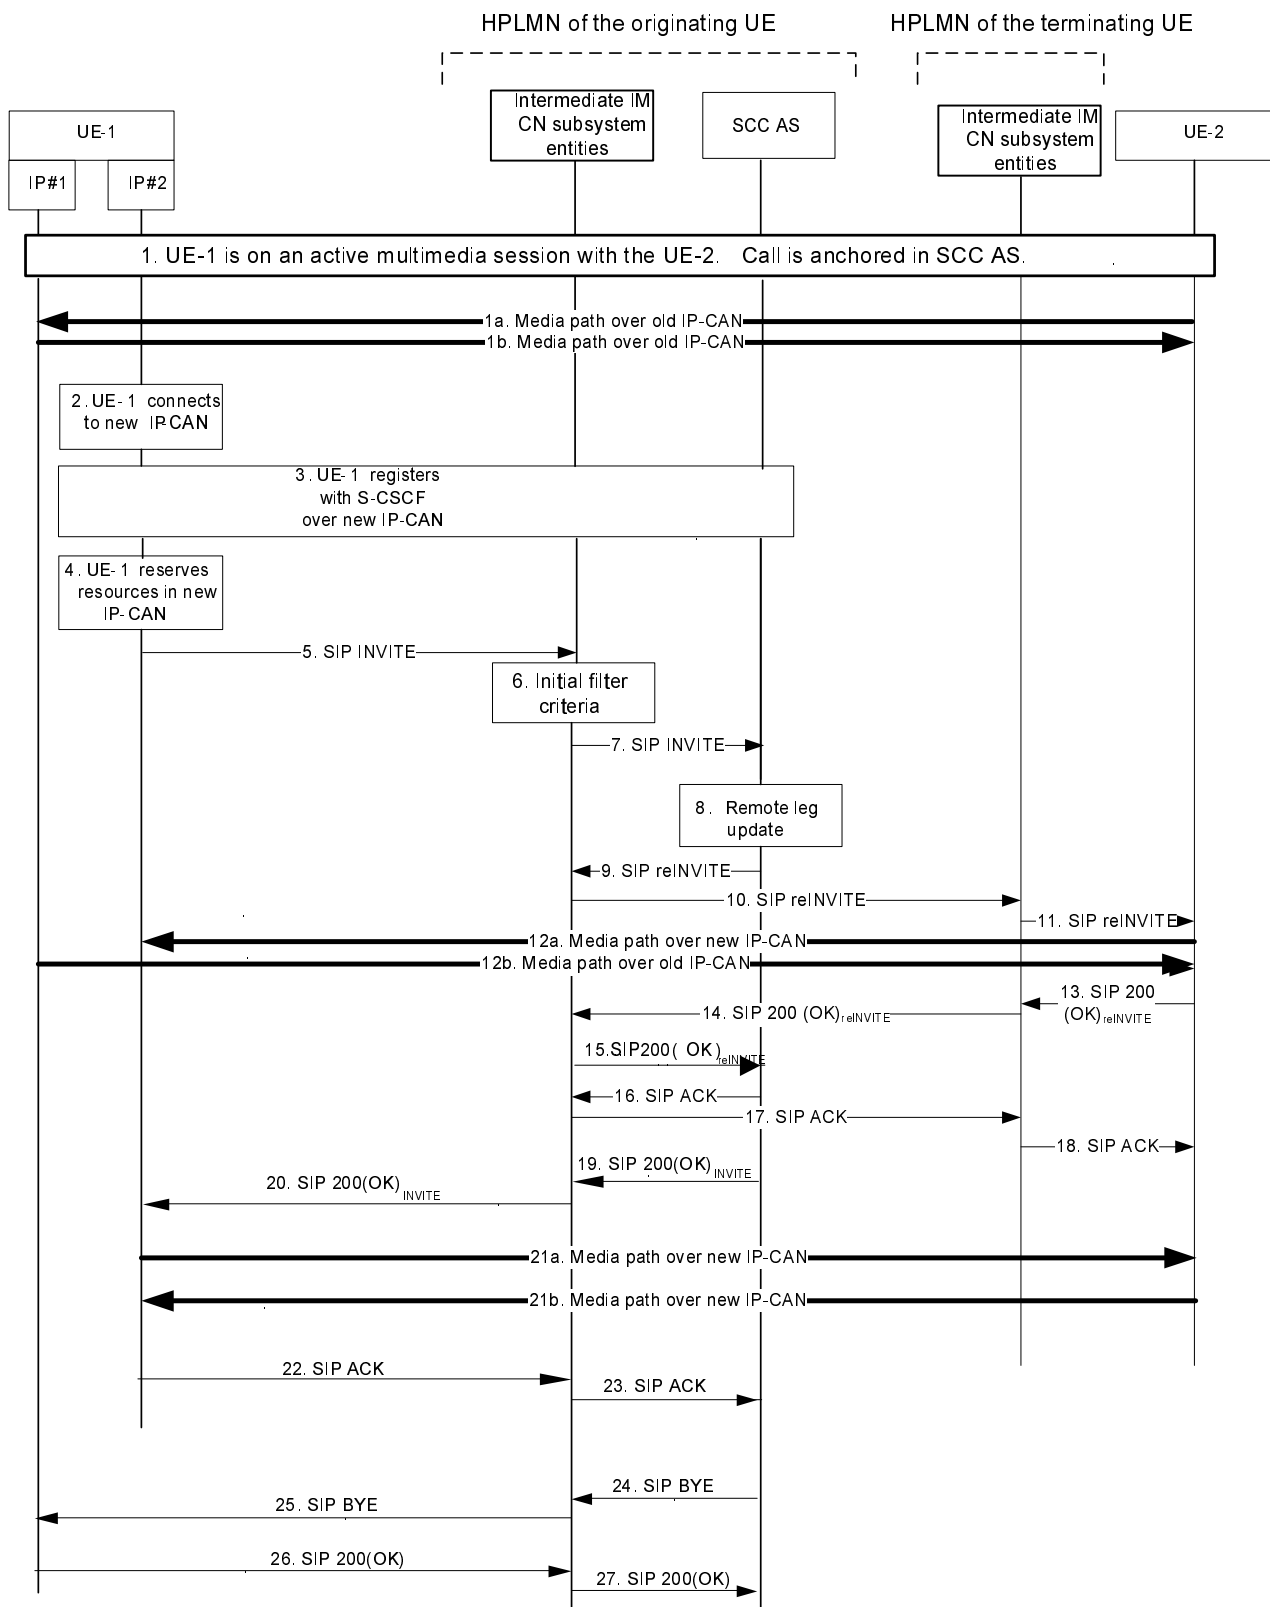 HPLMN of the originating UE
HPLMN of the terminating UE
UE-1
IP#1
IP#2
Intermediate IM
CN subsystem
entities
SCC AS
Intermediate IM
CN subsystem
entities
UE-2
1. UE-1 is on an active multimedia session with the UE-2. Call is anchored in SCC AS.
1a. Media path over old IP-CAN
1b. Media path over old IP-CAN
2. UE-1 connects
to new IP-CAN
3. UE-1 registers
with S-CSCF
over new IP-CAN
4. UE-1 reserves
resources in new
IP-CAN
5. SIP INVITE
6. Initial filter
criteria
7. SIP INVITE
8. Remote leg
update
9. SIP reINVITE
10. SIP reINVITE
11. SIP reINVITE
12a. Media path over new IP-CAN
12b. Media path over old IP-CAN
13. SIP 200
(OK)reINVITE
14. SIP 200 (OK)reINVITE
15.SIP200( OK)reINVITE
16. SIP ACK
17. SIP ACK
18. SIP ACK
19. SIP 200(OK)INVITE
20. SIP 200(OK)INVITE
21a. Media path over new IP-CAN
21b. Media path over new IP-CAN
22. SIP ACK
23. SIP ACK
24. SIP BYE
25. SIP BYE
26. SIP 200(OK)
27. SIP 200(OK)